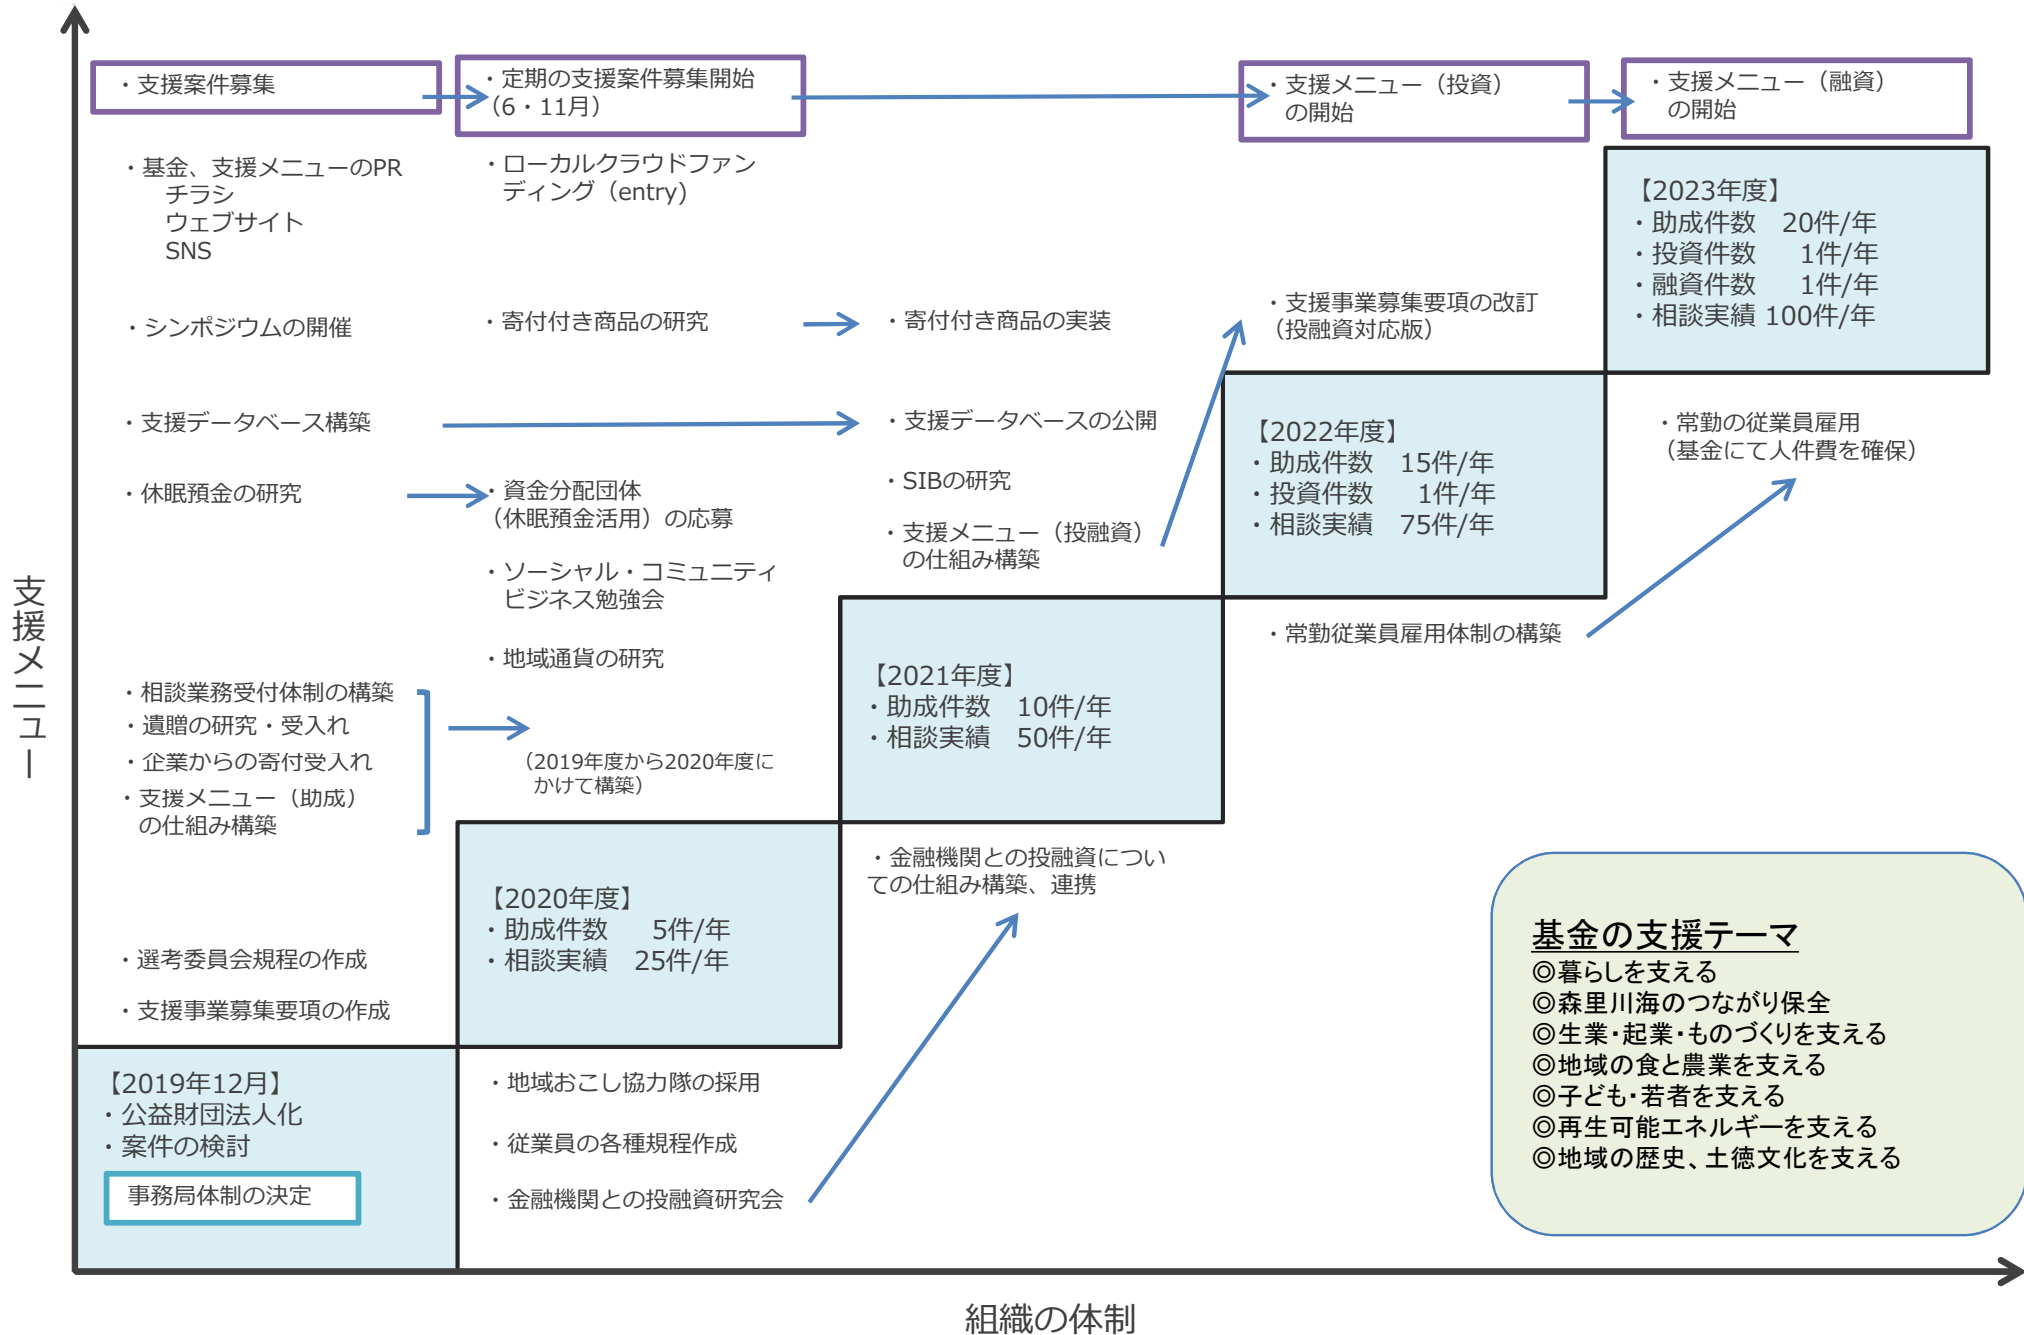 ・支援案件募集
・定期の支援案件募集開始
（6・11月）
・支援メニュー（投資）
の開始
・支援メニュー（融資）
の開始
・基金、支援メニューのPR
チラシ
ウェブサイト
SNS
・ローカルクラウドファン
ディング（entry)
【2023年度】
・助成件数　20件/年
・投資件数　1件/年
・融資件数　1件/年
・相談実績 100件/年
・シンポジウムの開催
・寄付付き商品の研究
・寄付付き商品の実装
・支援事業募集要項の改訂
（投融資対応版）
・支援データベース構築
・支援データベースの公開
【2022年度】
・助成件数　15件/年
・投資件数　1件/年
・相談実績　75件/年
・常勤の従業員雇用
（基金にて人件費を確保）
・休眠預金の研究
・資金分配団体
（休眠預金活用）の応募
・SIBの研究
・支援メニュー（投融資）
の仕組み構築
・ソーシャル・コミュニティ
ビジネス勉強会
・地域通貨の研究
・常勤従業員雇用体制の構築
支援メニュー
・相談業務受付体制の構築
・遺贈の研究・受入れ
・企業からの寄付受入れ
・支援メニュー（助成）
の仕組み構築
（2019年度から2020年度に
かけて構築）
【2021年度】
・助成件数　10件/年
・相談実績　50件/年
・選考委員会規程の作成
・支援事業募集要項の作成
【2020年度】
・助成件数　5件/年
・相談実績　25件/年
・金融機関との投融資につい
ての仕組み構築、連携
【2019年12月】
・公益財団法人化
・案件の検討
事務局体制の決定
・地域おこし協力隊の採用
・従業員の各種規程作成
・金融機関との投融資研究会
基金の支援テーマ
◎暮らしを支える
◎森里川海のつながり保全
◎生業・起業・ものづくりを支える
◎地域の食と農業を支える
◎子ども・若者を支える
◎再生可能エネルギーを支える
◎地域の歴史、土徳文化を支える
組織の体制